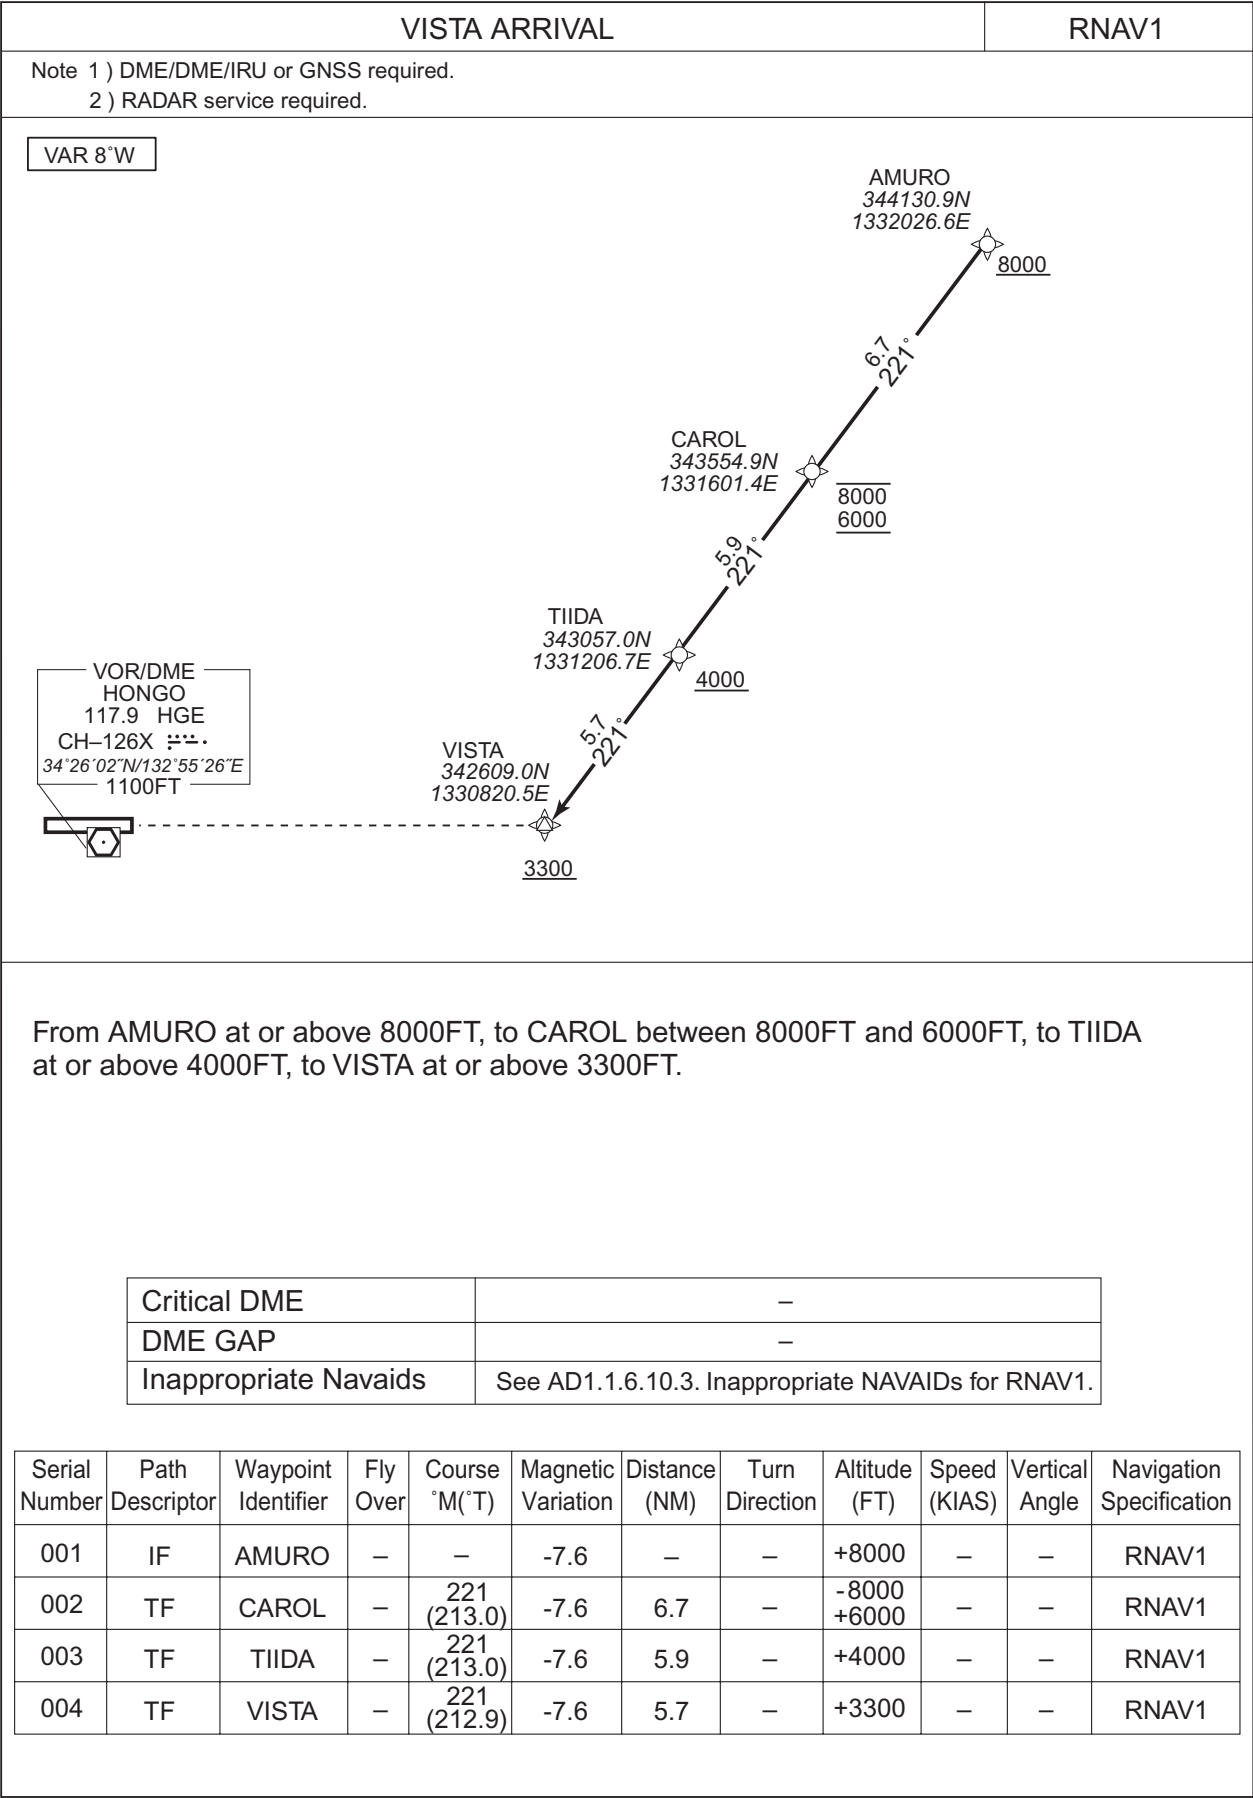 VISTA ARRIVAL
RNAV1
Note 1 ) DME/DME/IRU or GNSS required.
2 ) RADAR service required.
VAR 8˚W
AMURO
344130.9N
1332026.6E
8000
6.7
221˚
CAROL
343554.9N
1331601.4E
8000
6000
5.9
221˚
TIIDA
343057.0N
1331206.7E
4000
5.7
221˚
VOR/DME
HONGO
117.9 HGE
CH–126X
34˚26´02˝N/132˚55´26˝E
1100FT
VISTA
342609.0N
1330820.5E
3300
From AMURO at or above 8000FT, to CAROL between 8000FT and 6000FT, to TIIDA
at or above 4000FT, to VISTA at or above 3300FT.
Critical DME –
DME GAP –
Inappropriate Navaids See AD1.1.6.10.3. Inappropriate NAVAIDs for RNAV1.
Serial Path Waypoint Fly Course Magnetic Distance Turn Altitude Speed Vertical Navigation
Number Descriptor Identifier Over ˚M(˚T) Variation (NM) Direction (FT) (KIAS) Angle Specification
001 IF AMURO – – -7.6 – – +8000 – – RNAV1
002 TF CAROL – 221 (213.0) -7.6 6.7 – -8000 +6000 – – RNAV1
003 TF TIIDA – 221 (213.0) -7.6 5.9 – +4000 – – RNAV1
004 TF VISTA – 221 (212.9) -7.6 5.7 – +3300 – – RNAV1